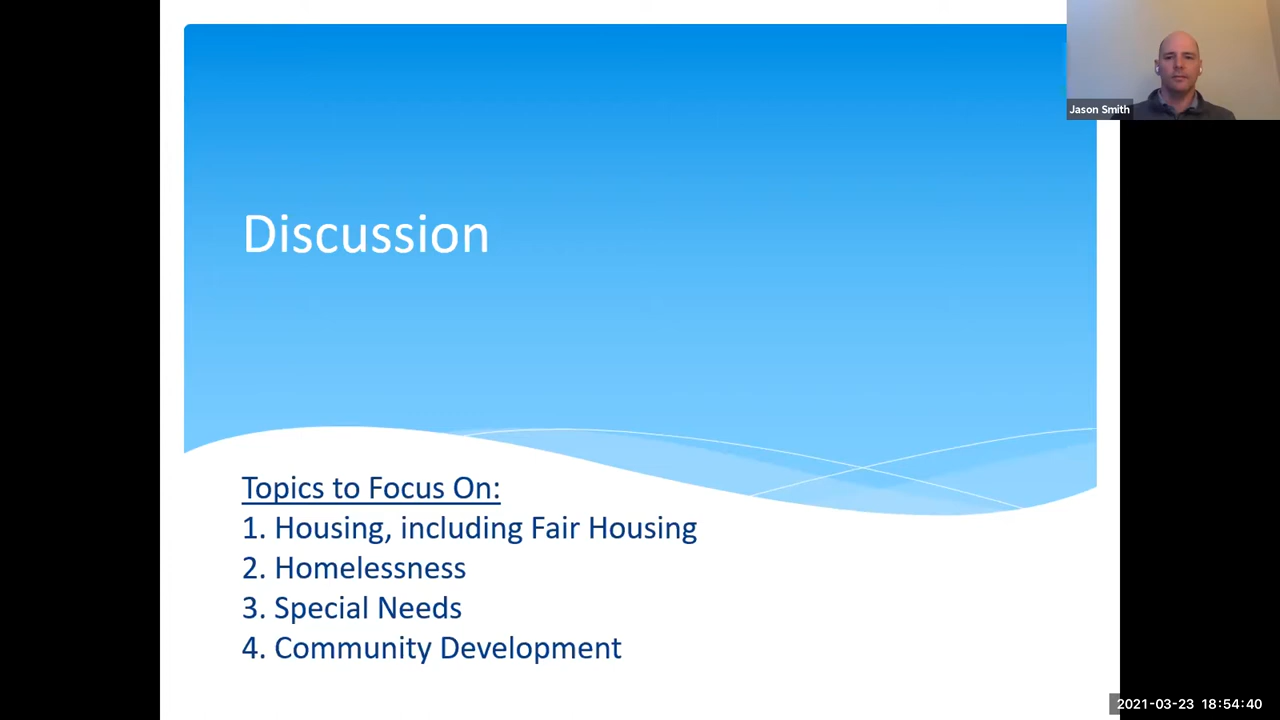 Jason Smith
Discussion
Topics to Focus On:
1. Housing, including Fair Housing
2. Homelessness
3. Special Needs
4. Community Development
2021-03-23 18:54:40